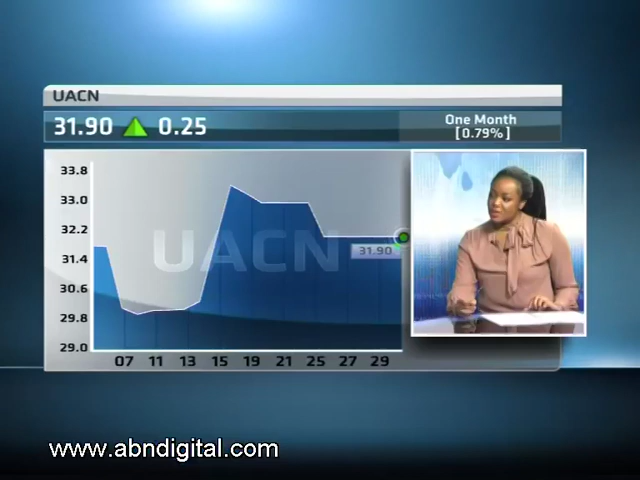 UACN
31.90 0.25
One Month
[0.79%]
33.8
33.0
32.2
31.4
30.6
29.8
29.0
UACN
31.90
07 11 13 15 19 21 25 27 29
www.abndigital.com